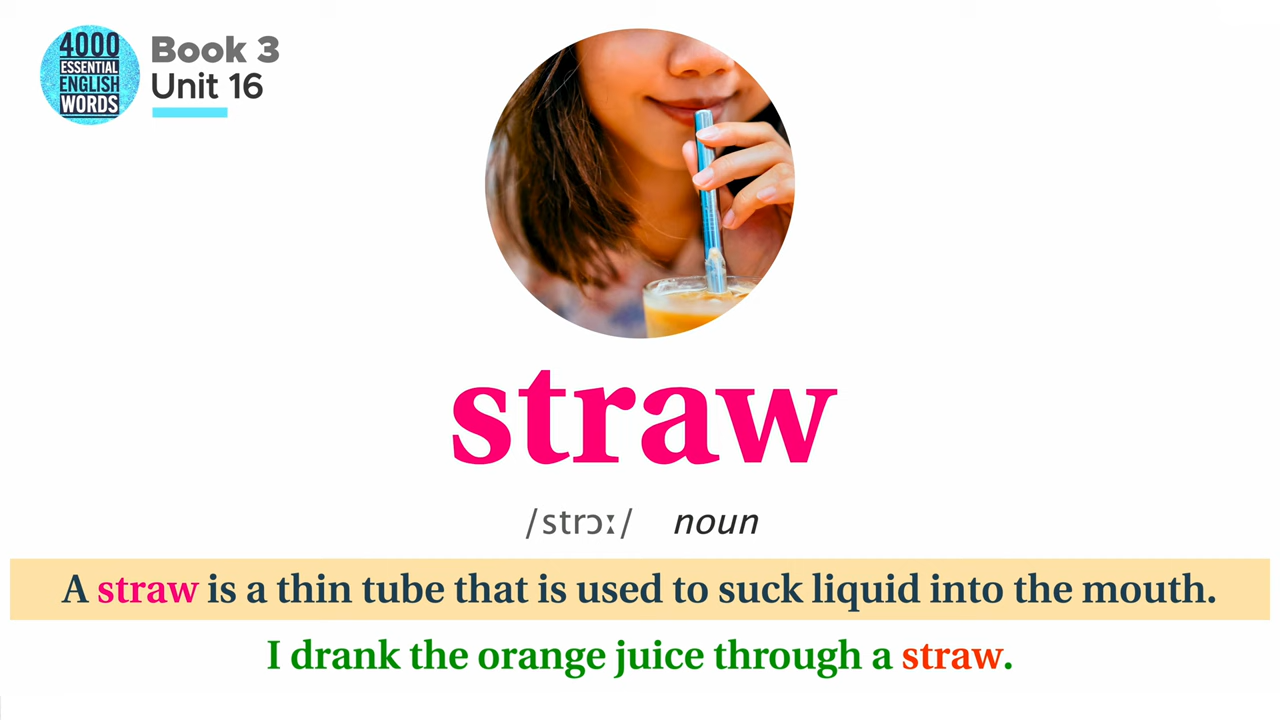 4000
ESSENTIAL
ENGLISH
WORDS
Book 3
Unit 16
straw
/strɔː/ noun
A straw is a thin tube that is used to suck liquid into the mouth.
I drank the orange juice through a straw.